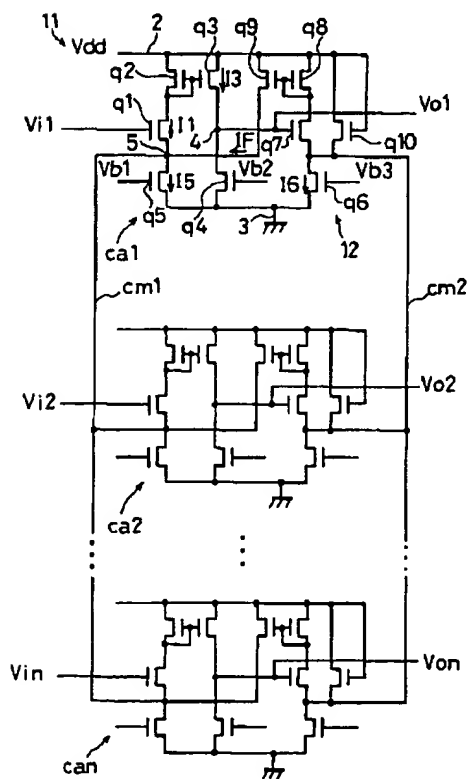 11
Vdd
2
q2
q3
q9
q8
I3
q1
Vi1
I1
4
5
IF
q7
Vo1
q10
Vb1
I5
Vb2
I6
Vb3
q5
q4
3
q6
ca1
12
cm1
cm2
Vi2
Vo2
ca2
Vin
Von
can